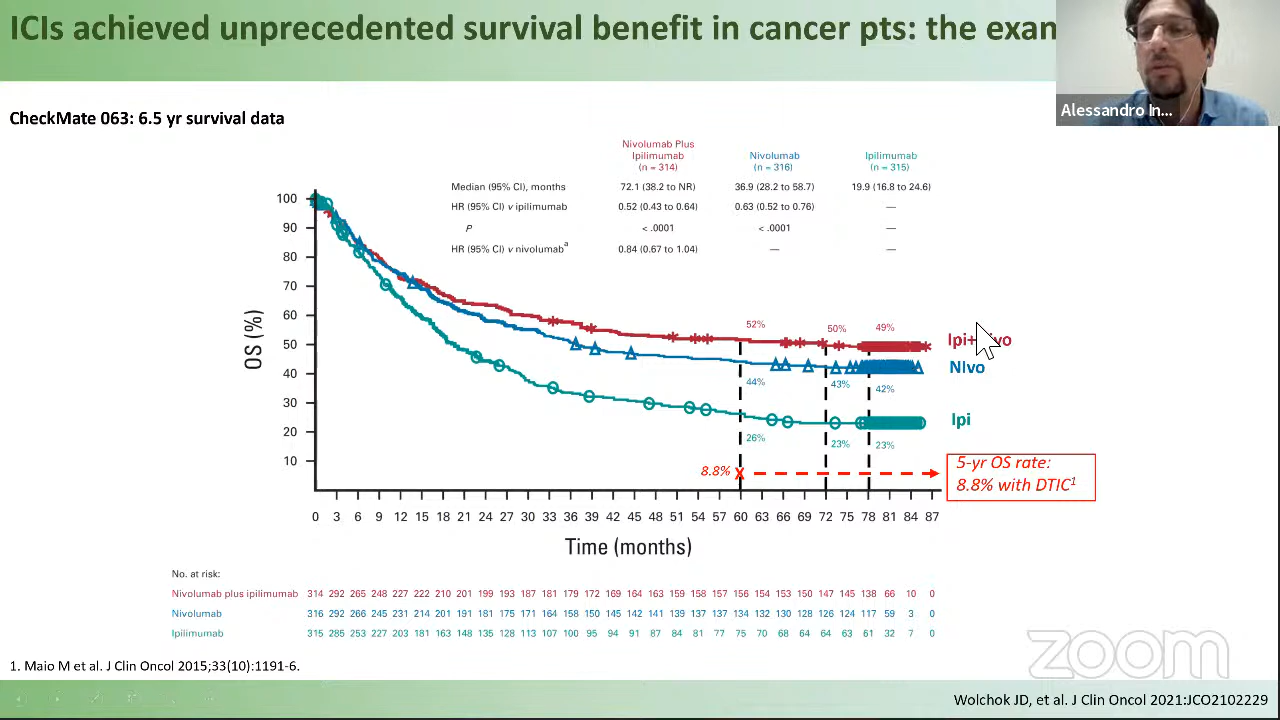 ICIs achieved unprecedented survival benefit in cancer pts: the exam
Alessandro In...
CheckMate 063: 6.5 yr survival data
Nivolumab Plus
Ipilimumab
(n = 314)
Nivolumab
(n = 316)
Ipilimumab
(n = 315)
Median (95% CI), months 72.1 (38.2 to NR) 36.9 (28.2 to 58.7) 19.9 (16.8 to 24.6)
HR (95% CI) v ipilimumab 0.52 (0.43 to 0.64) 0.63 (0.52 to 0.76) —
P < .0001 < .0001 —
HR (95% CI) v nivolumabᵃ 0.84 (0.67 to 1.04) — —
OS (%)
100
90
80
70
60
50
40
30
20
10
52% 50% 49%
44% 43% 42%
26% 23% 23%
Nivo
Ipi
8.8% x
5-yr OS rate:
8.8% with DTIC¹
0 3 6 9 12 15 18 21 24 27 30 33 36 39 42 45 48 51 54 57 60 63 66 69 72 75 78 81 84 87
Time (months)
No. at risk:
Nivolumab plus ipilimumab 314 292 265 248 227 222 210 201 199 193 187 181 179 172 169 164 163 159 158 157 156 154 153 150 147 145 138 66 10 0
Nivolumab 316 292 266 245 231 214 201 191 181 175 171 164 158 150 145 142 141 139 137 137 134 132 130 128 126 124 117 59 3 0
Ipilimumab 315 285 253 227 203 181 163 148 135 128 113 107 100 95 94 91 87 84 81 77 75 70 68 64 64 63 61 32 7 0
zoom
1. Maio M et al. J Clin Oncol 2015;33(10):1191-6.
Wolchok JD, et al. J Clin Oncol 2021:JCO2102229